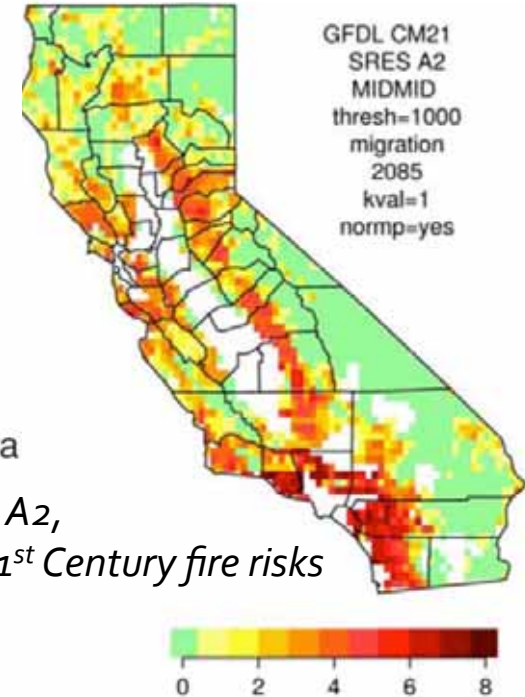 GFDL CM21
SRES A2
MIDMID
thresh=1000
migration
2085
kval=1
normp=yes
a
A2,
1st Century fire risks
0 2 4 6 8